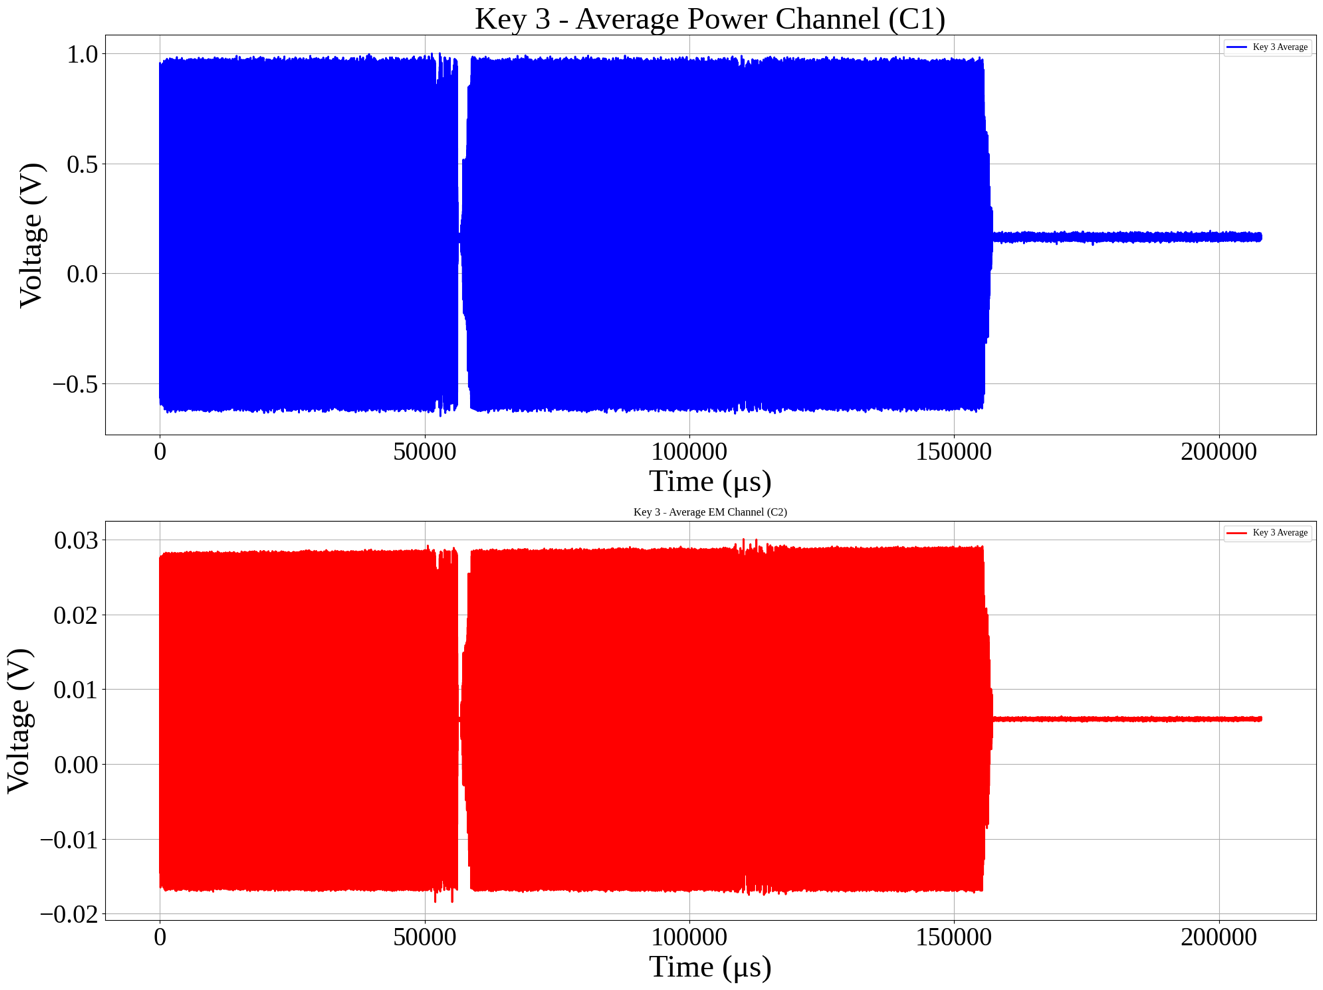 Key 3 - Average Power Channel (C1)
Key 3 Average
Voltage (V)
1.0
0.5
0.0
−0.5
0
50000
100000
150000
200000
Time (μs)
Key 3 - Average EM Channel (C2)
Key 3 Average
Voltage (V)
0.03
0.02
0.01
0.00
−0.01
−0.02
0
50000
100000
150000
200000
Time (μs)